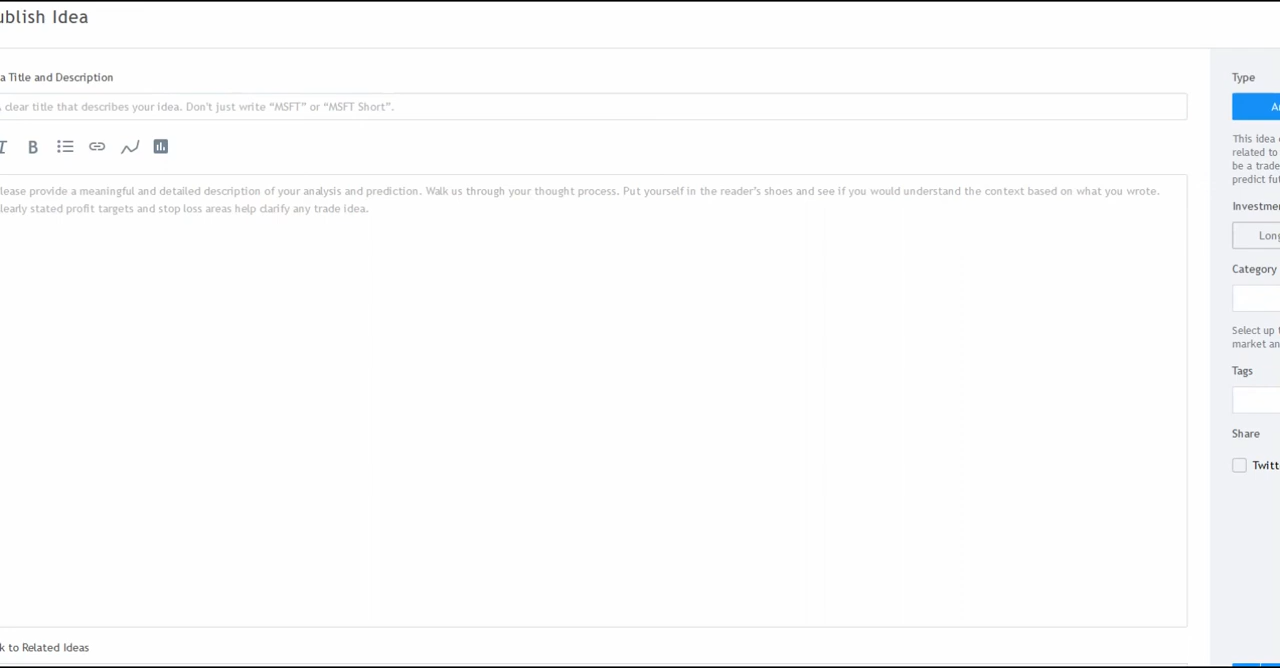 ublish Idea
a Title and Description
clear title that describes your idea. Don't just write “MSFT” or “MSFT Short”.
I B
lease provide a meaningful and detailed description of your analysis and prediction. Walk us through your thought process. Put yourself in the reader's shoes and see if you would understand the context based on what you wrote.
learly stated profit targets and stop loss areas help clarify any trade idea.
k to Related Ideas
Type
This idea
related to
be a trade
predict fut
Investmen
Long
Category
Select up t
market an
Tags
Share
Twitt